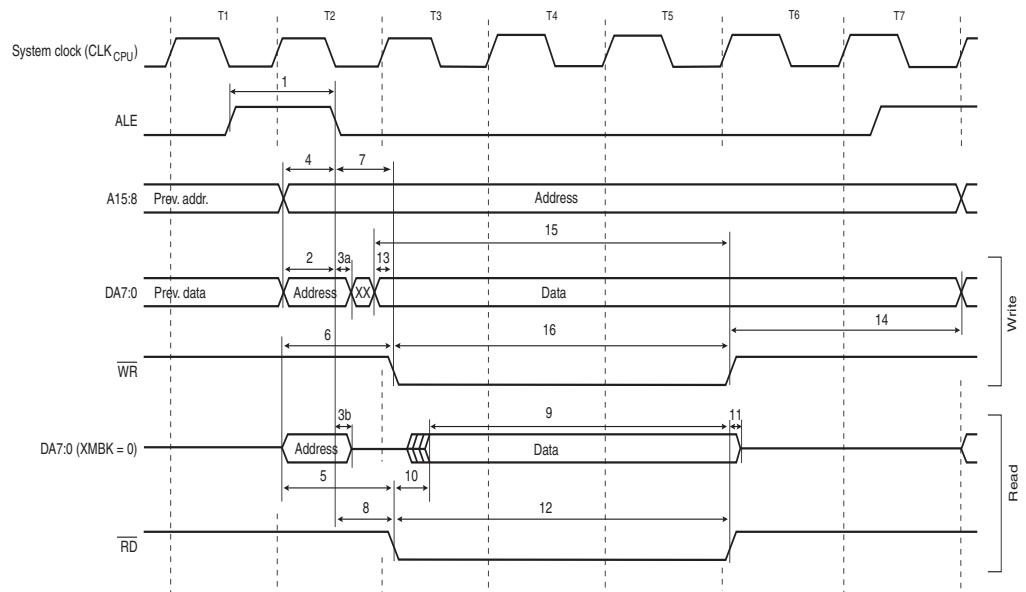 T1 T2 T3 T4 T5 T6 T7
System clock (CLK CPU)
1
ALE
4 7
A15:8 Prev. addr. Address
15
2 3a 13
DA7:0 Prev. data Address XX Data
14
6 16
WR
Write
3b 9 11
DA7:0 (XMBK = 0) Address Data
5 10
8 12
RD
Read